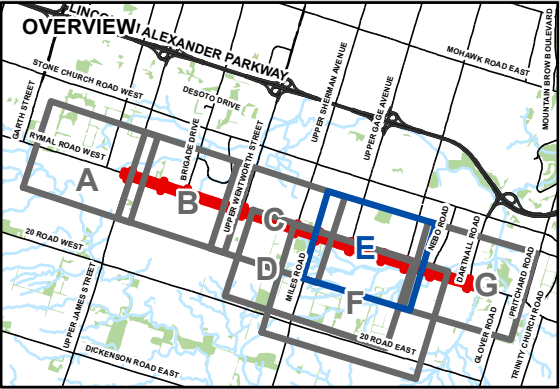 OVERVIEW
LINCOLN ALEXANDER PARKWAY
MOHAWK ROAD EAST
MOUNTAIN BROW BOULEVARD
STONE CHURCH ROAD WEST
DESOTO DRIVE
UPPER SHERMAN AVENUE
UPPER GAGE AVENUE
GARTH STREET
RYMAL ROAD WEST
BRIGADE DRIVE
UPPER WENTWORTH STREET
A
B
C
D
E
F
G
NEBO ROAD
DARTNALL ROAD
PRITCHARD ROAD
20 ROAD WEST
MILES ROAD
UPPER JAMES STREET
20 ROAD EAST
GLOVER ROAD
TRINITY CHURCH ROAD
DICKENSON ROAD EAST